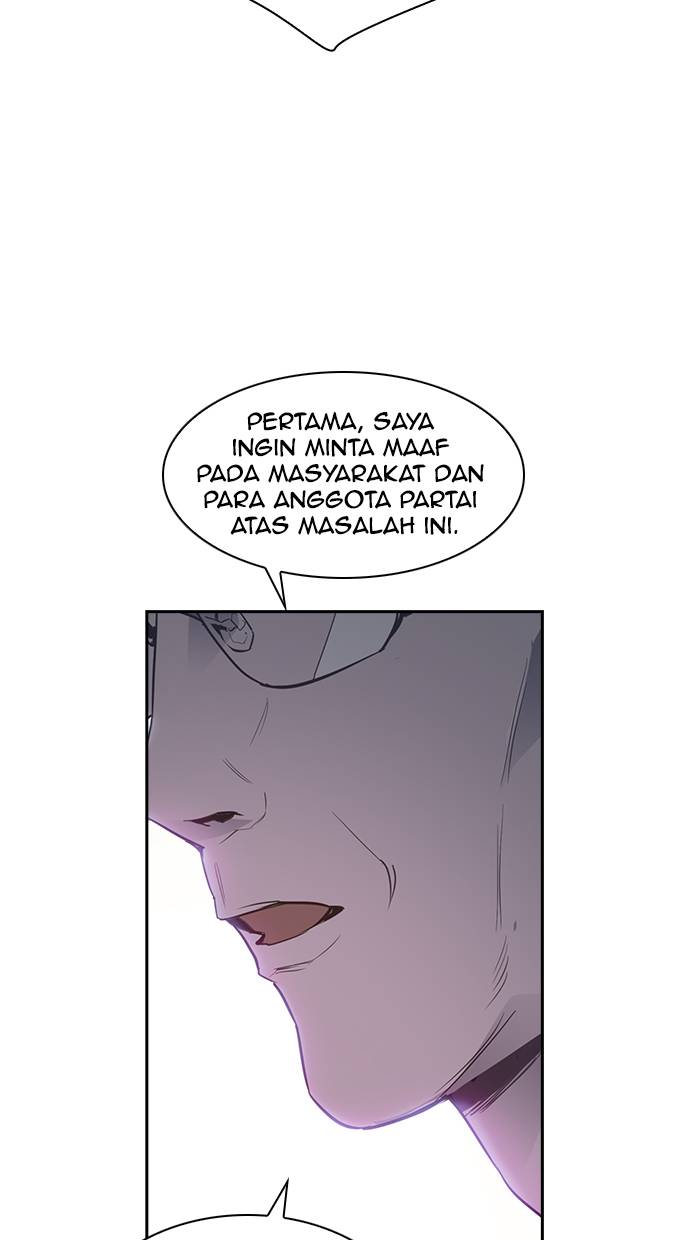 PERTAMA, SAYA
INGIN MINTA MAAF
PADA MASYARAKAT DAN
PARA ANGGOTA PARTAI
ATAS MASALAH INI.